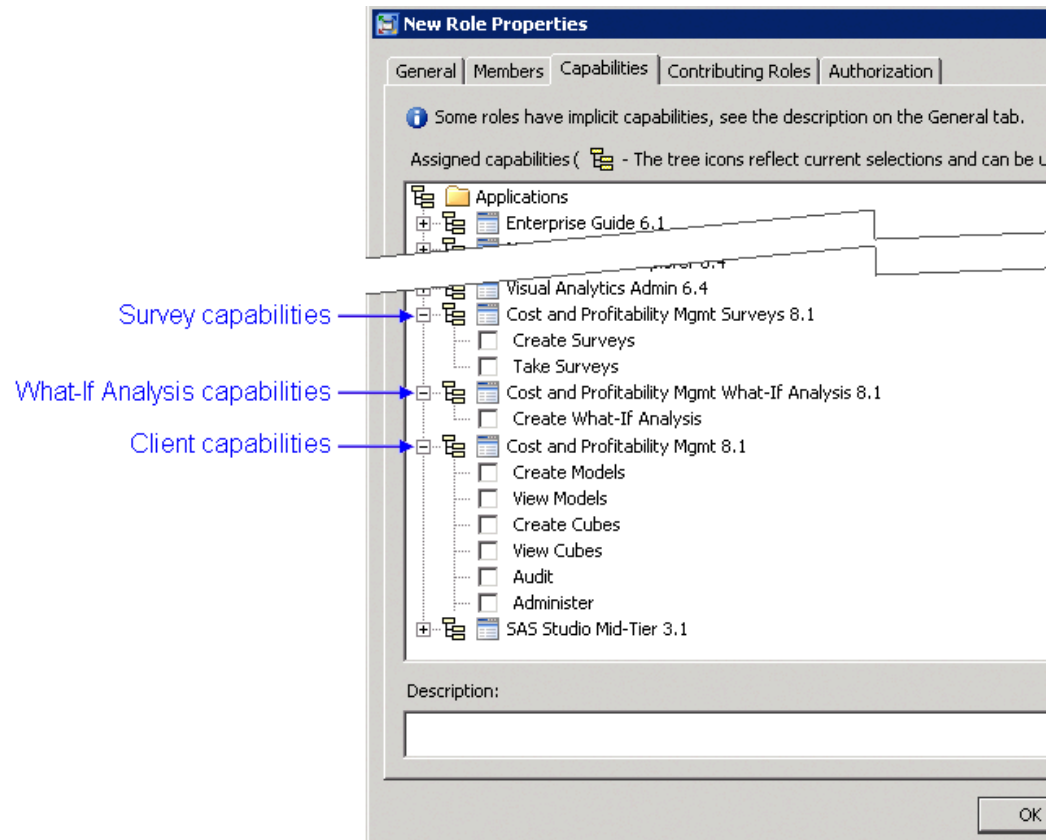 New Role Properties
General Members Capabilities Contributing Roles Authorization
Some roles have implicit capabilities, see the description on the General tab.
Assigned capabilities ( - The tree icons reflect current selections and can be u
Applications
Enterprise Guide 6.1
Visual Analytics Admin 6.4
Survey capabilities
Cost and Profitability Mgmt Surveys 8.1
Create Surveys
Take Surveys
What-If Analysis capabilities
Cost and Profitability Mgmt What-If Analysis 8.1
Create What-If Analysis
Client capabilities
Cost and Profitability Mgmt 8.1
Create Models
View Models
Create Cubes
View Cubes
Audit
Administer
SAS Studio Mid-Tier 3.1
Description:
OK